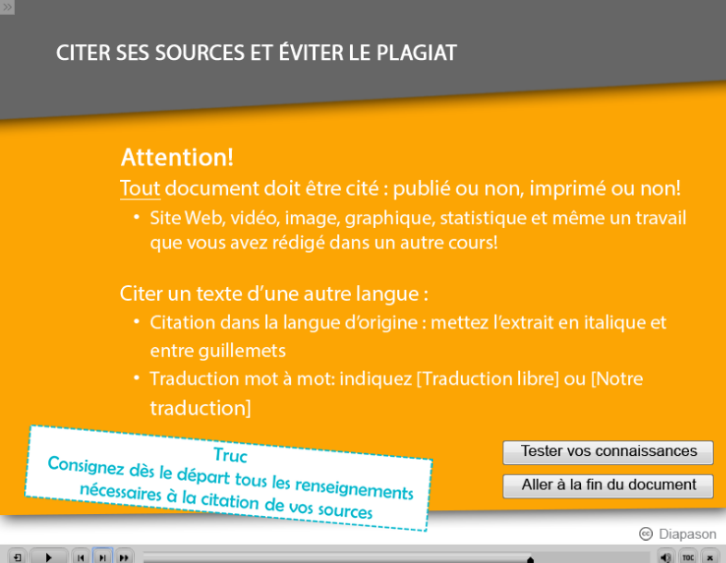 CITER SES SOURCES ET ÉVITER LE PLAGIAT
Attention!
Tout document doit être cité : publié ou non, imprimé ou non!
• Site Web, vidéo, image, graphique, statistique et même un travail
que vous avez rédigé dans un autre cours!
Citer un texte d’une autre langue :
• Citation dans la langue d’origine : mettez l’extrait en italique et
entre guillemets
• Traduction mot à mot: indiquez [Traduction libre] ou [Notre
traduction]
Truc
Consignez dès le départ tous les renseignements
nécessaires à la citation de vos sources
Tester vos connaissances
Aller à la fin du document
cc Diapason
TOC